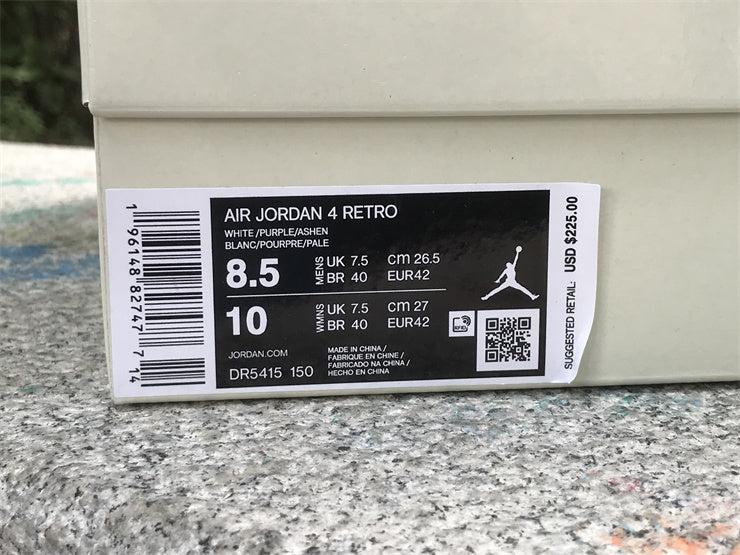 AIR JORDAN 4 RETRO
WHITE /PURPLE/ASHEN
BLANC/POURPRE/PALE
8.5 MENS UK 7.5 cm 26.5
BR 40 EUR42
10 WMNS UK 7.5 cm 27
BR 40 EUR42
JORDAN.COM
DR5415 150
MADE IN CHINA /
FABRIQUE EN CHINE /
FABRICADO NA CHINA /
HECHO EN CHINA
RFID
1 96148 82747 7 14
SUGGESTED RETAIL: USD $225.00